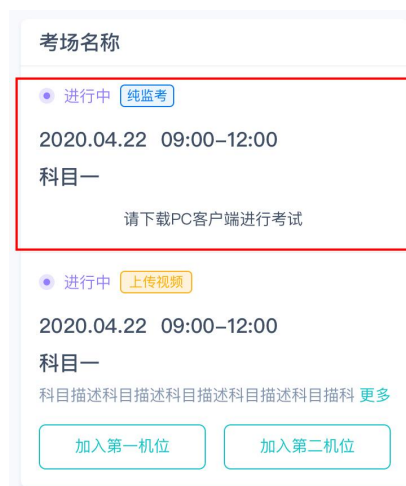 考场名称
进行中 纯监考
2020.04.22 09:00-12:00
科目一
请下载PC客户端进行考试
进行中 上传视频
2020.04.22 09:00-12:00
科目一
科目描述科目描述科目描述科目描述科目描科 更多
加入第一机位 加入第二机位